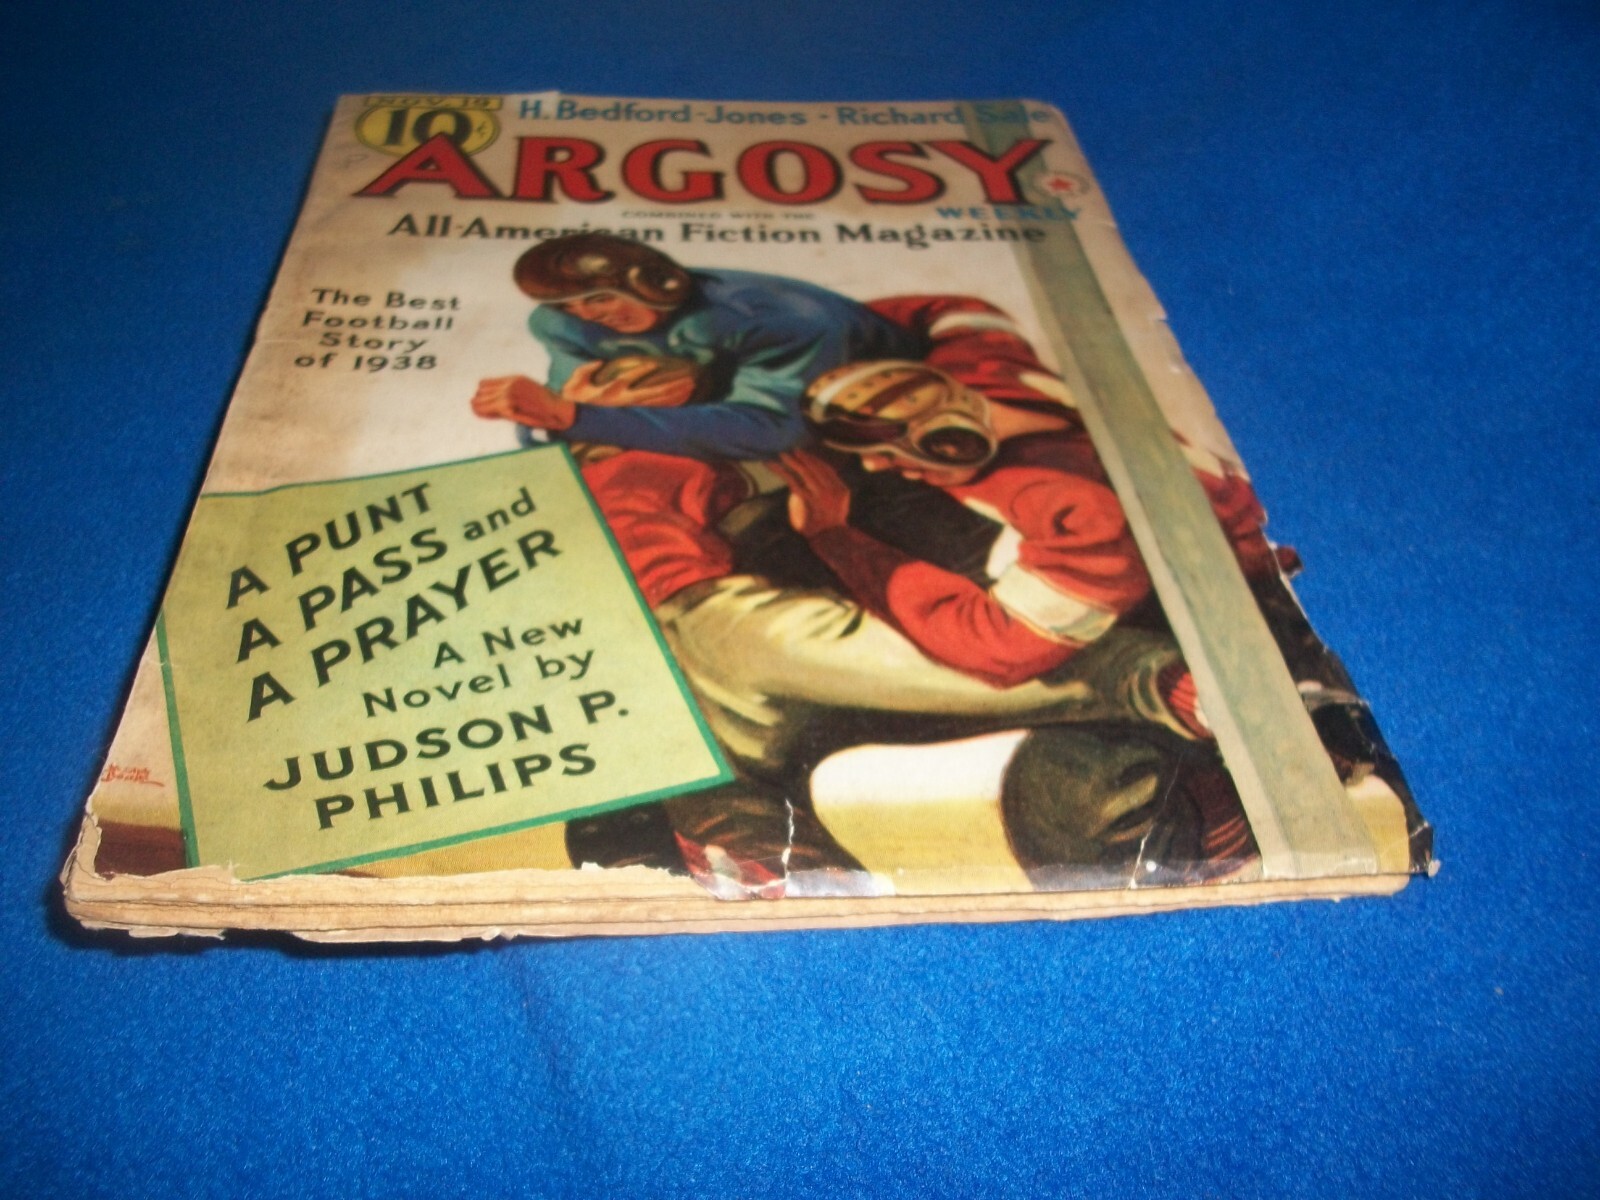 NOV. 19
10¢
H. Bedford-Jones · Richard Sale
ARGOSY
WEEKLY
COMBINED WITH THE
All-American Fiction Magazine
The Best
Football
Story
of 1938
A PUNT
A PASS and
A PRAYER
A New
Novel by
JUDSON P.
PHILIPS